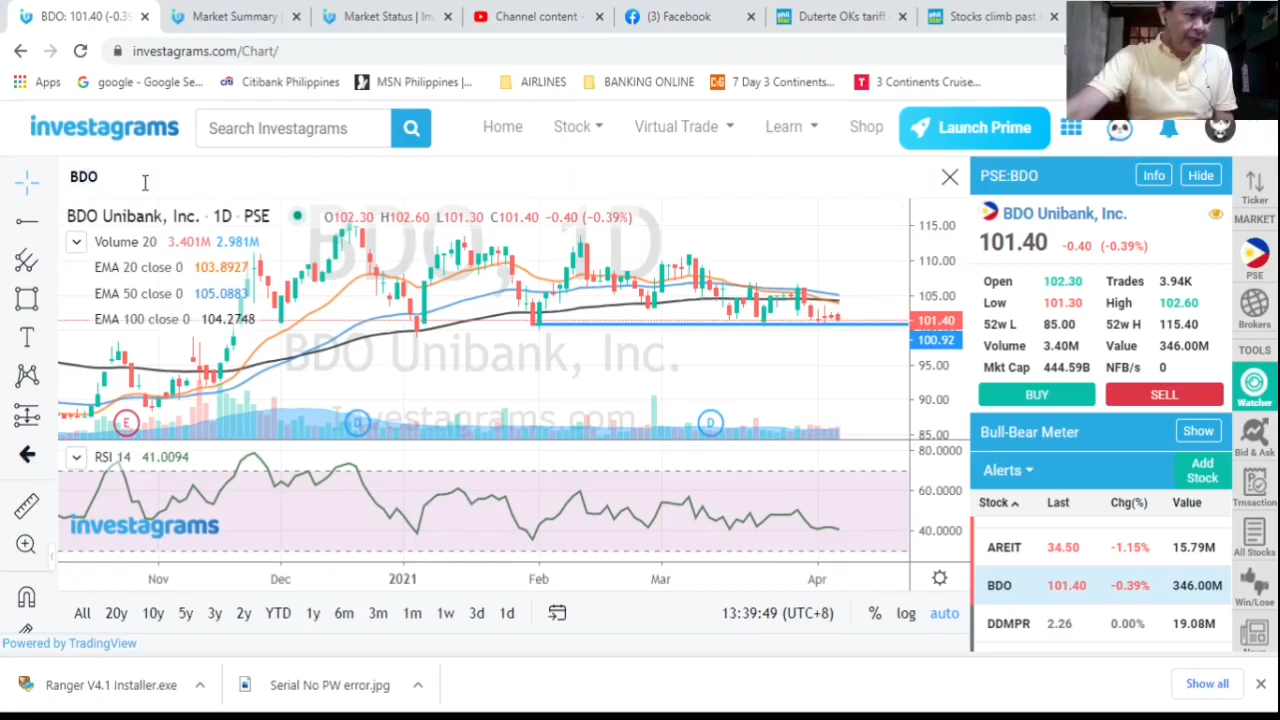 BDO: 101.40 (-0.3
Market Summary
Market Status | Inv
Channel content -
(3) Facebook
Duterte OKs tariff
Stocks climb past
investagrams.com/Chart/
Apps
google - Google Se...
Citibank Philippines
MSN Philippines |...
AIRLINES
BANKING ONLINE
7 Day 3 Continents...
3 Continents Cruise...
investagrams
Search Investagrams
Home
Stock
Virtual Trade
Learn
Shop
Launch Prime
BDO
BDO Unibank, Inc. · 1D · PSE
O102.30 H102.60 L101.30 C101.40 -0.40 (-0.39%)
Volume 20 3.401M 2.981M
EMA 20 close 0 103.8927
EMA 50 close 0 105.0883
EMA 100 close 0 104.2748
BDO, 1D
BDO Unibank, Inc.
Investagrams.com
115.00
110.00
105.00
101.40
100.92
95.00
90.00
85.00
E
D
D
RSI 14 41.0094
80.0000
60.0000
40.0000
investagrams
Nov
Dec
2021
Feb
Mar
Apr
All 20y 10y 5y 3y 2y YTD 1y 6m 3m 1m 1w 3d 1d
13:39:49 (UTC+8)
% log auto
Powered by TradingView
PSE:BDO
Info
Hide
BDO Unibank, Inc.
101.40 -0.40 (-0.39%)
Open 102.30 Trades 3.94K
Low 101.30 High 102.60
52w L 85.00 52w H 115.40
Volume 3.40M Value 346.00M
Mkt Cap 444.59B NFB/s 0
BUY
SELL
Bull-Bear Meter
Show
Alerts
Add Stock
Stock Last Chg(%) Value
AREIT 34.50 -1.15% 15.79M
BDO 101.40 -0.39% 346.00M
DDMPR 2.26 0.00% 19.08M
Ticker
MARKET
PSE
Brokers
TOOLS
Watcher
Bid & Ask
Trnsaction
All Stocks
Win/Lose
Ranger V4.1 Installer.exe
Serial No PW error.jpg
Show all